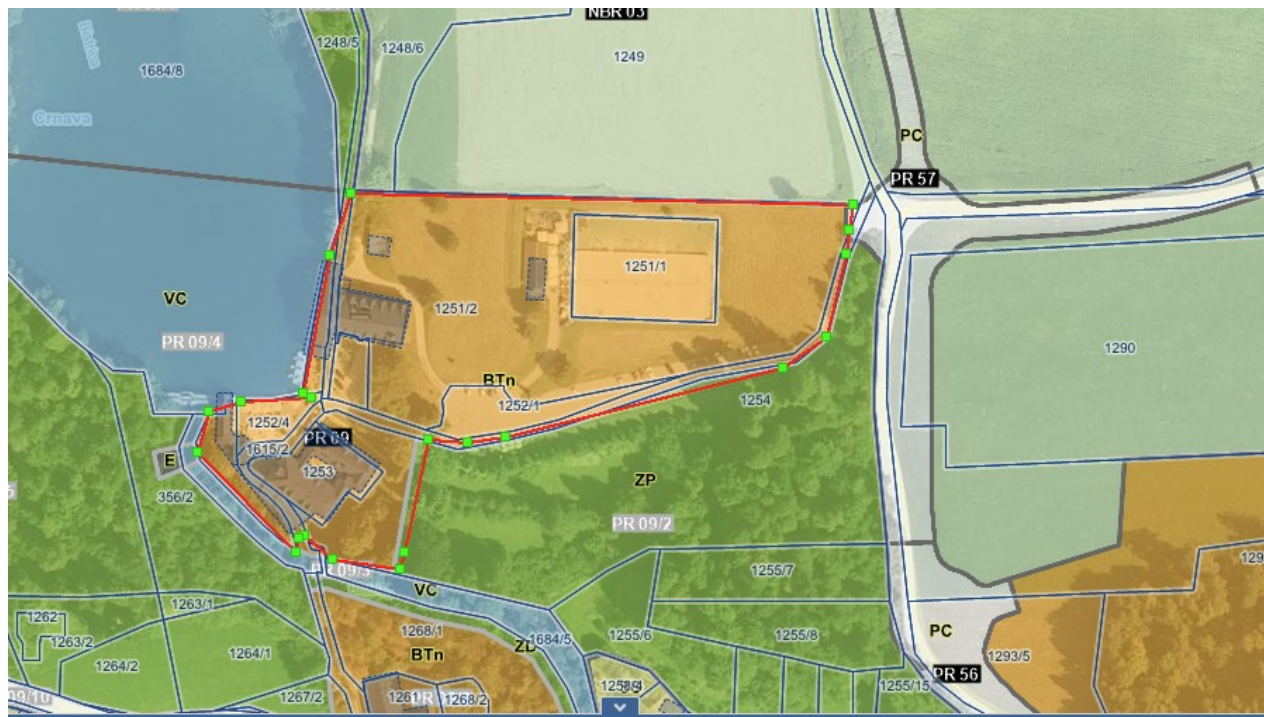 NBR 03
1248/5
1248/6
1249
Bistrica
1684/8
Crnava
PC
PR 57
1251/1
VC
1251/2
PR 09/4
1290
BTn
1254
1252/1
1252/4
PR 09
1615/2
1253
E
ZP
356/2
PR 09/2
PR 09/3
1255/7
VC
1263/1
1262
1268/1
1263/2
ZD
1684/5
1255/6
1255/8
PC
1264/1
BTn
1264/2
1293/5
PR 56
1255/15
09/10
1267/2
1261
1268/2